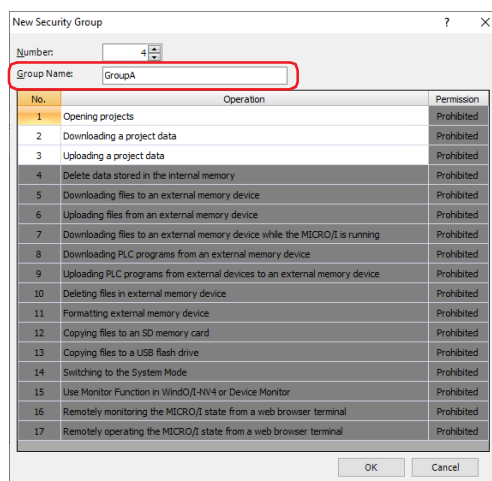 New Security Group ? ×
Number: 4
Group Name: GroupA
No. Operation Permission
1 Opening projects Prohibited
2 Downloading a project data Prohibited
3 Uploading a project data Prohibited
4 Delete data stored in the internal memory Prohibited
5 Downloading files to an external memory device Prohibited
6 Uploading files from an external memory device Prohibited
7 Downloading files to an external memory device while the MICRO/I is running Prohibited
8 Downloading PLC programs from an external memory device Prohibited
9 Uploading PLC programs from external devices to an external memory device Prohibited
10 Deleting files in external memory device Prohibited
11 Formatting external memory device Prohibited
12 Copying files to an SD memory card Prohibited
13 Copying files to a USB flash drive Prohibited
14 Switching to the System Mode Prohibited
15 Use Monitor Function in WindO/I-NV4 or Device Monitor Prohibited
16 Remotely monitoring the MICRO/I state from a web browser terminal Prohibited
17 Remotely operating the MICRO/I state from a web browser terminal Prohibited
OK Cancel